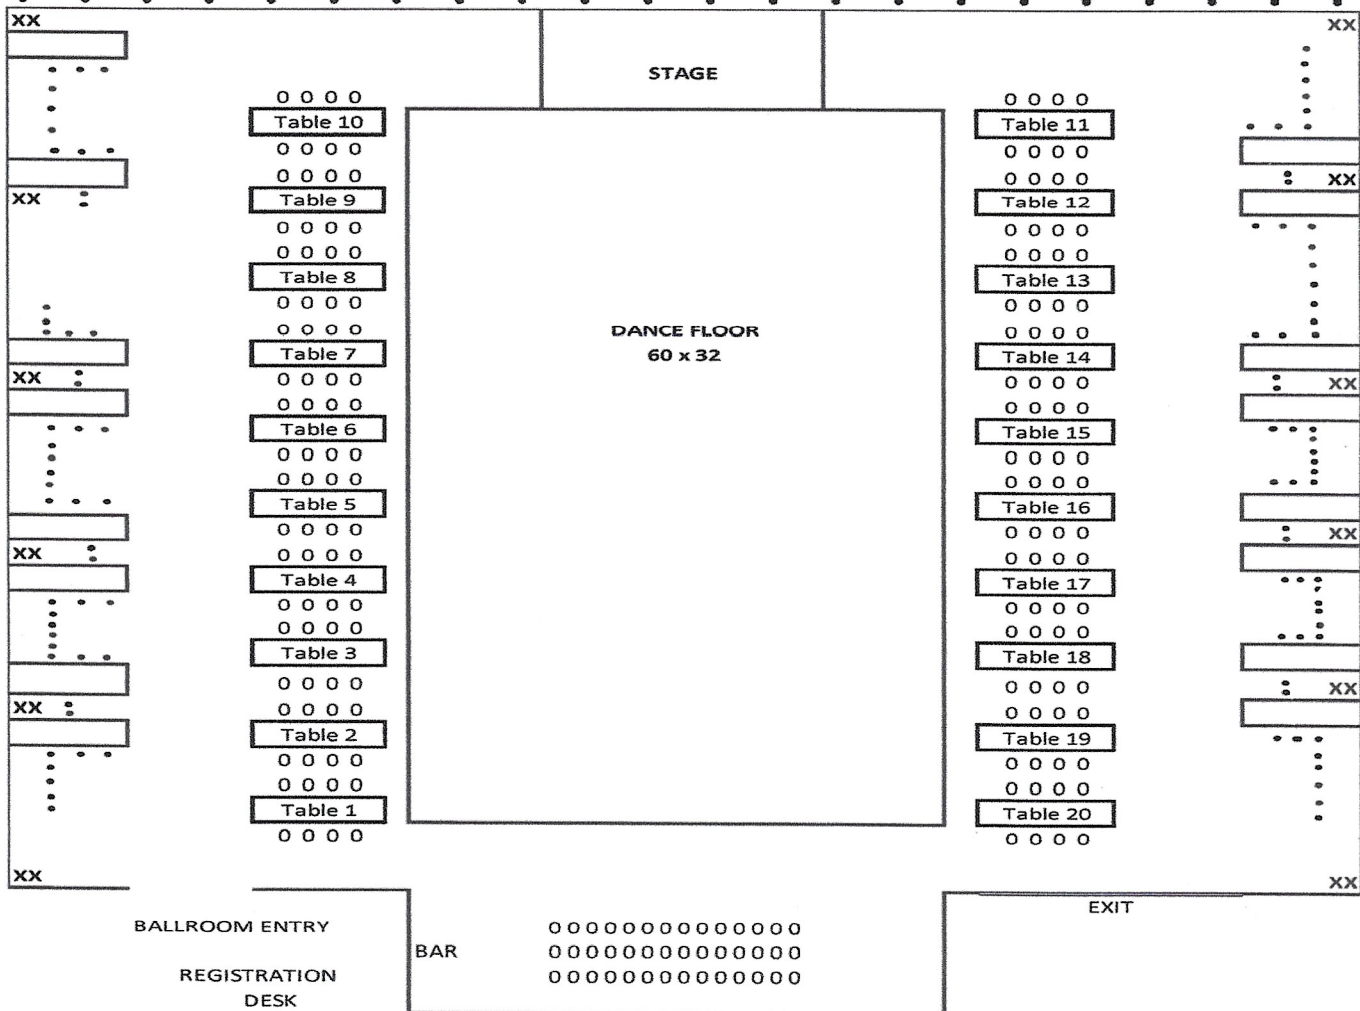 XX
XX
XX
XX
XX
XX
0 0 0 0
Table 10
0 0 0 0
0 0 0 0
Table 9
0 0 0 0
0 0 0 0
Table 8
0 0 0 0
0 0 0 0
Table 7
0 0 0 0
0 0 0 0
Table 6
0 0 0 0
0 0 0 0
Table 5
0 0 0 0
0 0 0 0
Table 4
0 0 0 0
0 0 0 0
Table 3
0 0 0 0
0 0 0 0
Table 2
0 0 0 0
0 0 0 0
Table 1
0 0 0 0
STAGE
DANCE FLOOR
60 x 32
0 0 0 0
Table 11
0 0 0 0
0 0 0 0
Table 12
0 0 0 0
0 0 0 0
Table 13
0 0 0 0
0 0 0 0
Table 14
0 0 0 0
0 0 0 0
Table 15
0 0 0 0
0 0 0 0
Table 16
0 0 0 0
0 0 0 0
Table 17
0 0 0 0
0 0 0 0
Table 18
0 0 0 0
0 0 0 0
Table 19
0 0 0 0
0 0 0 0
Table 20
0 0 0 0
XX
XX
XX
XX
XX
XX
BALLROOM ENTRY
REGISTRATION
DESK
BAR
00000000000000
00000000000000
00000000000000
EXIT